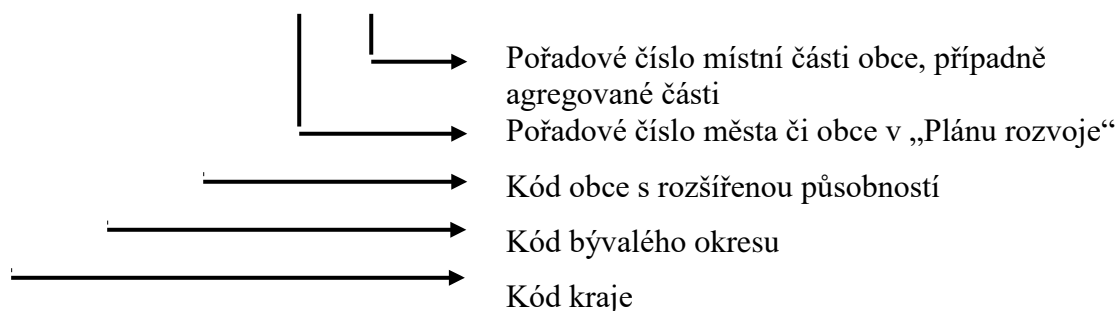 Pořadové číslo místní části obce, případně
agregované části
Pořadové číslo města či obce v „Plánu rozvoje“
Kód obce s rozšířenou působností
Kód bývalého okresu
Kód kraje